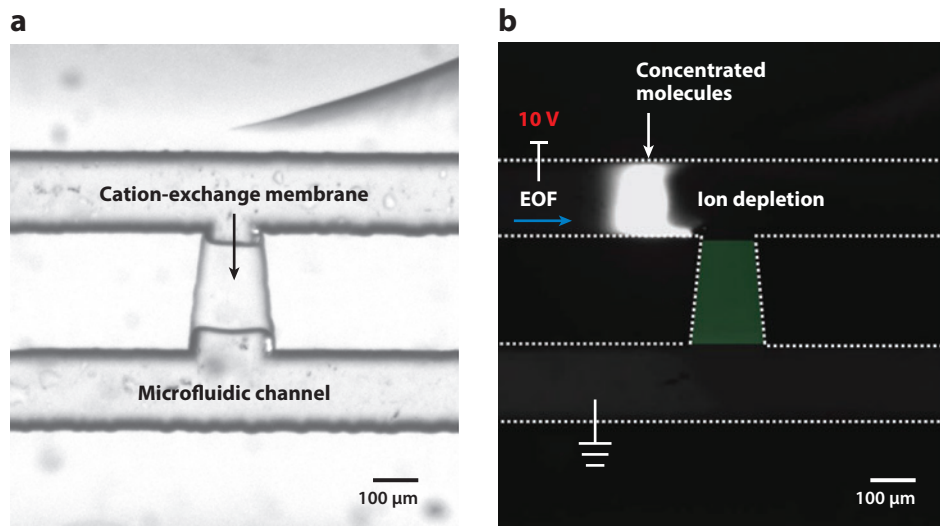 a
Cation-exchange membrane
Microfluidic channel
100 µm
b
Concentrated
molecules
10 V
EOF
Ion depletion
100 µm